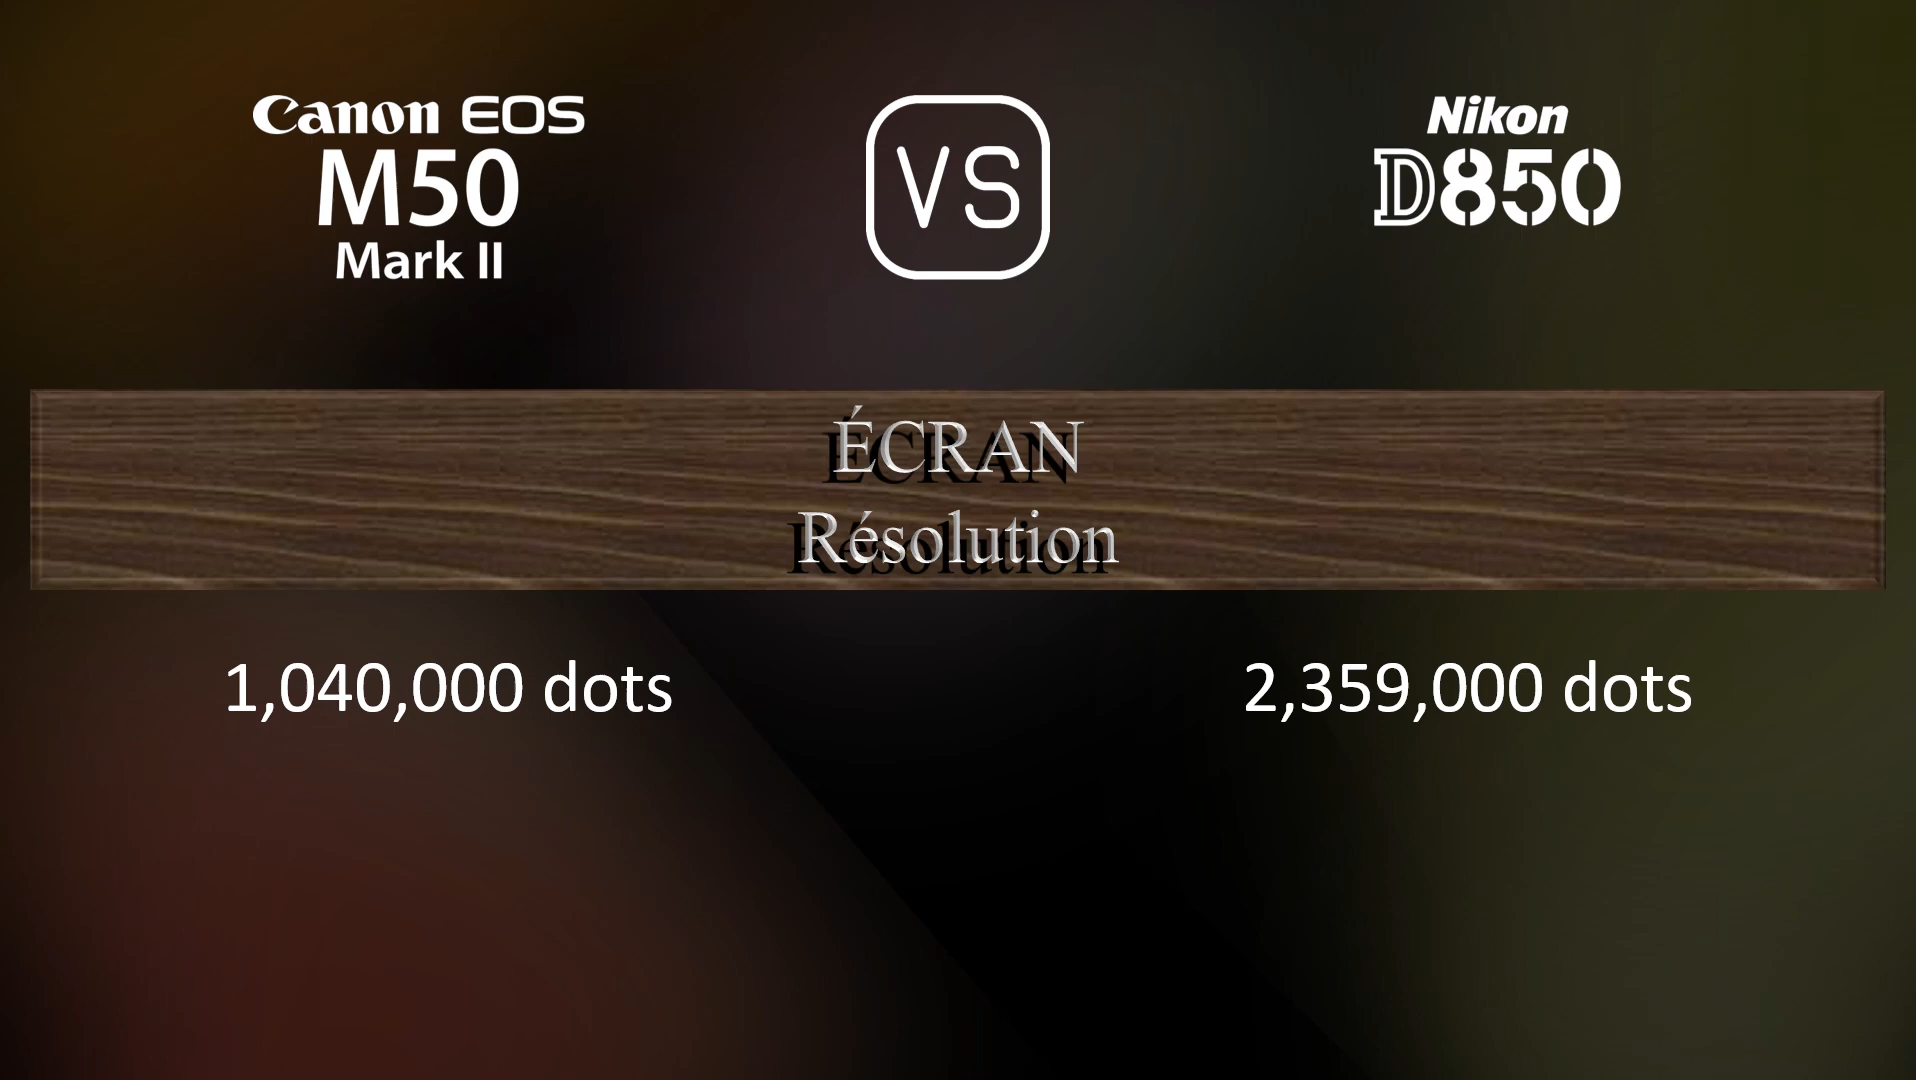 Canon EOS
M50
Mark II
VS
Nikon
D850
ÉCRAN
Résolution
1,040,000 dots
2,359,000 dots